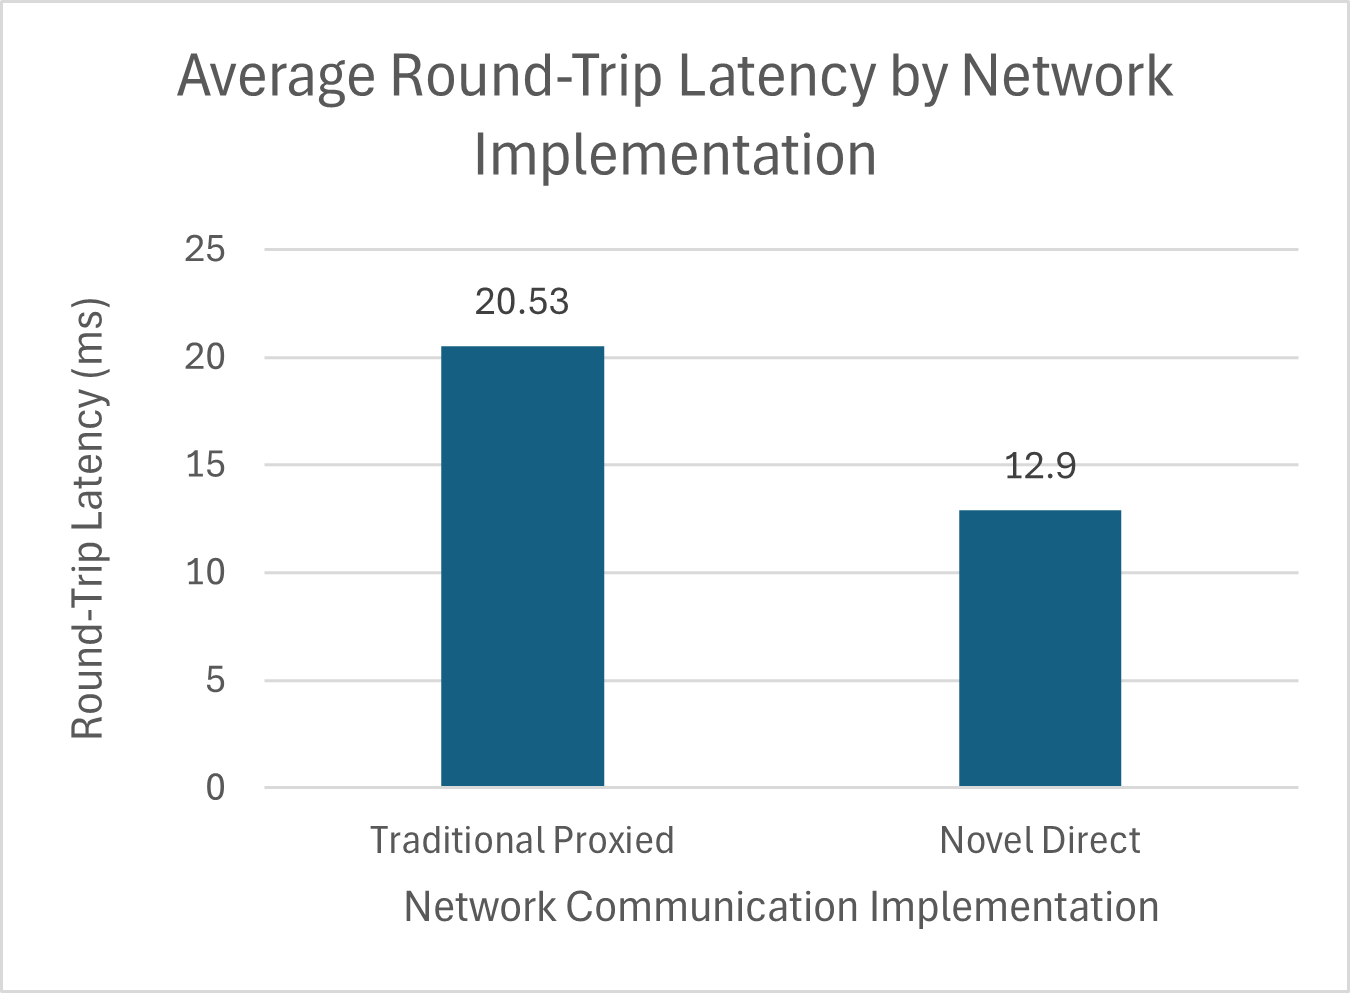 Average Round-Trip Latency by Network
Implementation
25
20.53
20
15
12.9
10
5
0
Round-Trip Latency (ms)
Traditional Proxied
Novel Direct
Network Communication Implementation